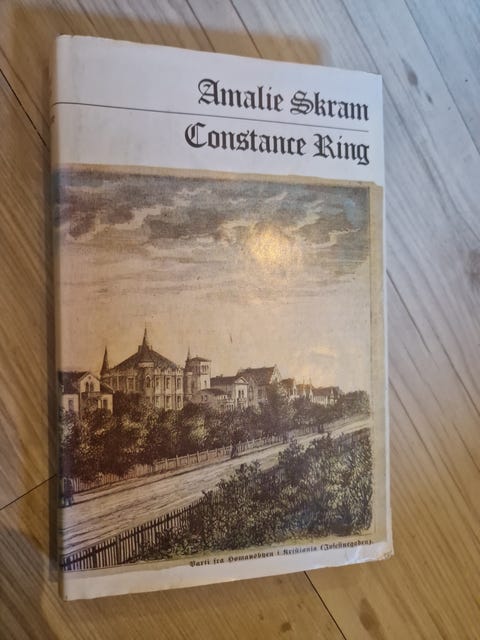 Amalie Skram
Constance Ring
Parti fra Homansbyen i Kristiania (Josefinegaden).